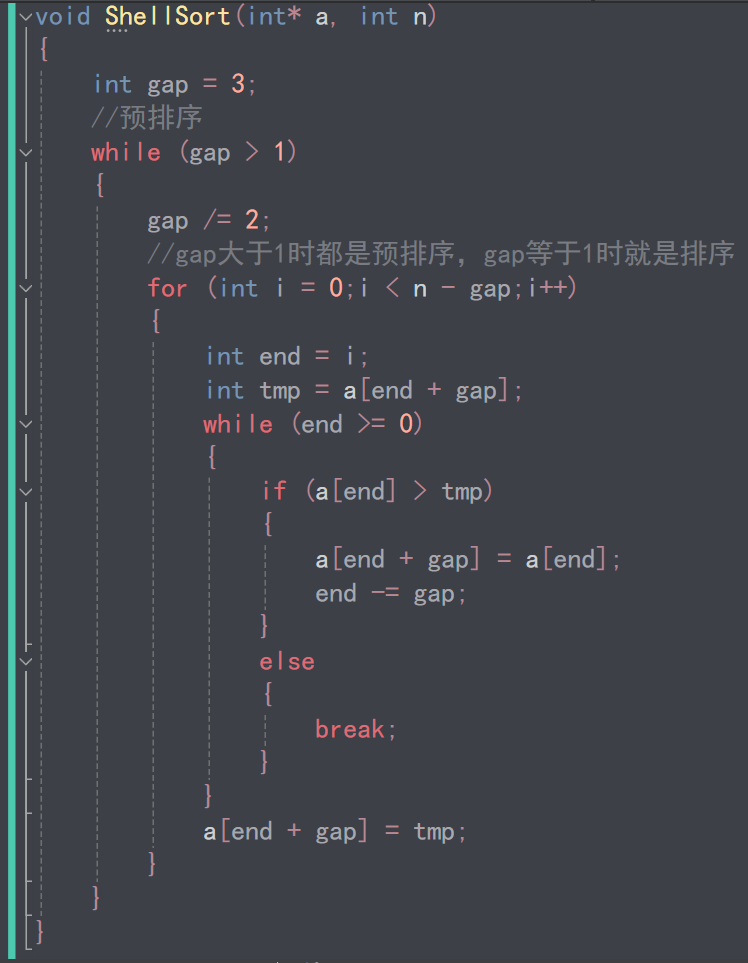 void ShellSort(int* a, int n)
{
    int gap = 3;
    //预排序
    while (gap > 1)
    {
        gap /= 2;
        //gap大于1时都是预排序，gap等于1时就是排序
        for (int i = 0;i < n - gap;i++)
        {
            int end = i;
            int tmp = a[end + gap];
            while (end >= 0)
            {
                if (a[end] > tmp)
                {
                    a[end + gap] = a[end];
                    end -= gap;
                }
                else
                {
                    break;
                }
            }
            a[end + gap] = tmp;
        }
    }
}